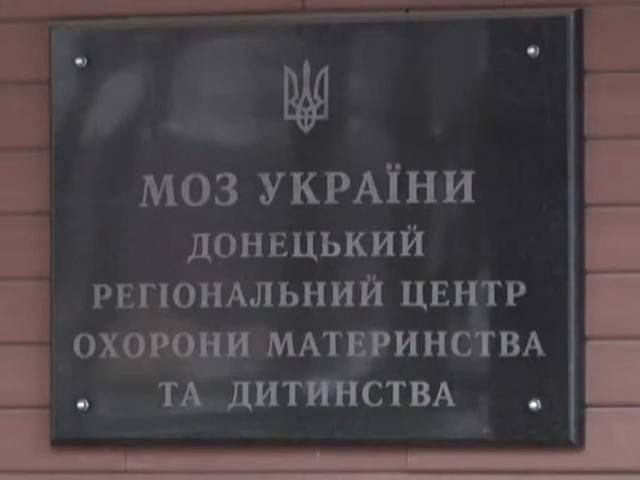 МОЗ УКРАЇНИ
ДОНЕЦЬКИЙ
РЕГІОНАЛЬНИЙ ЦЕНТР
ОХОРОНИ МАТЕРИНСТВА
ТА ДИТИНСТВА